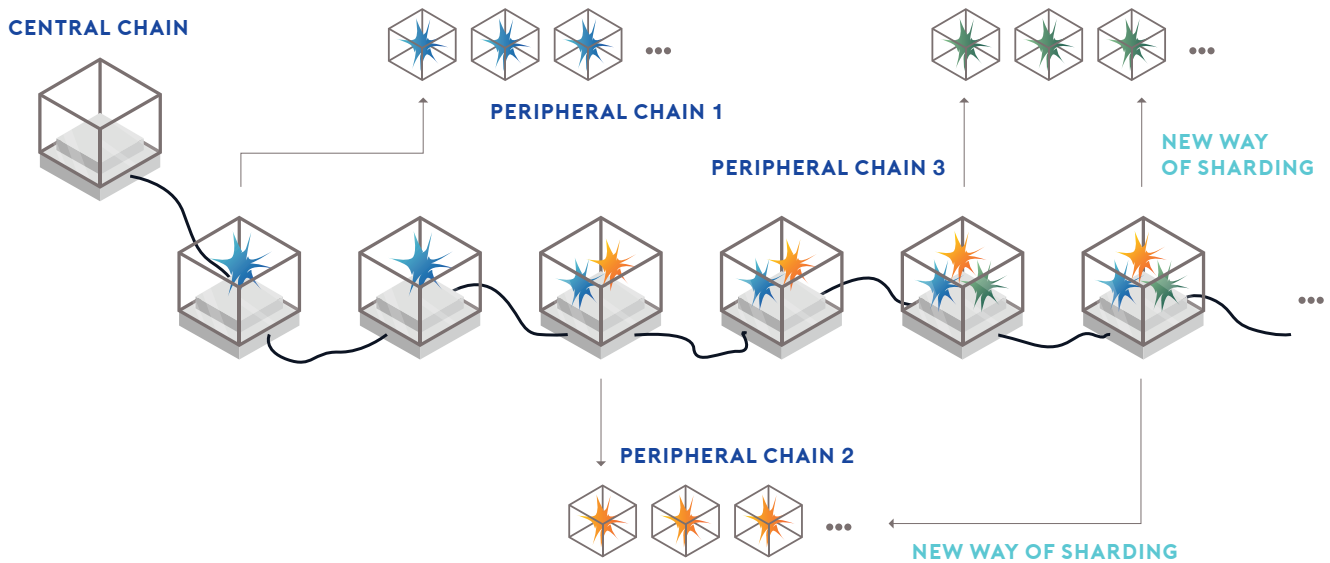 CENTRAL CHAIN
PERIPHERAL CHAIN 1
PERIPHERAL CHAIN 3
NEW WAY
OF SHARDING
PERIPHERAL CHAIN 2
NEW WAY OF SHARDING